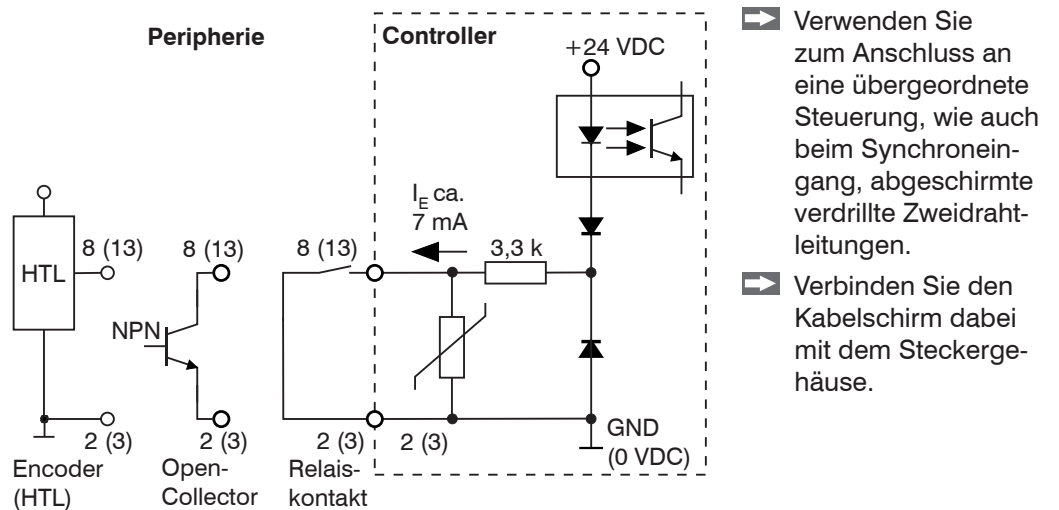 Peripherie
Controller
+24 VDC
I_E ca.
7 mA
8 (13)
8 (13)
8 (13)
3,3 k
HTL
NPN
2 (3)
2 (3)
2 (3)
2 (3)
GND
(0 VDC)
Encoder
(HTL)
Open-
Collector
Relais-
kontakt
Verwenden Sie
zum Anschluss an
eine übergeordnete
Steuerung, wie auch
beim Synchronein-
gang, abgeschirmte
verdrillte Zweidraht-
leitungen.
Verbinden Sie den
Kabelschirm dabei
mit dem Steckerge-
häuse.